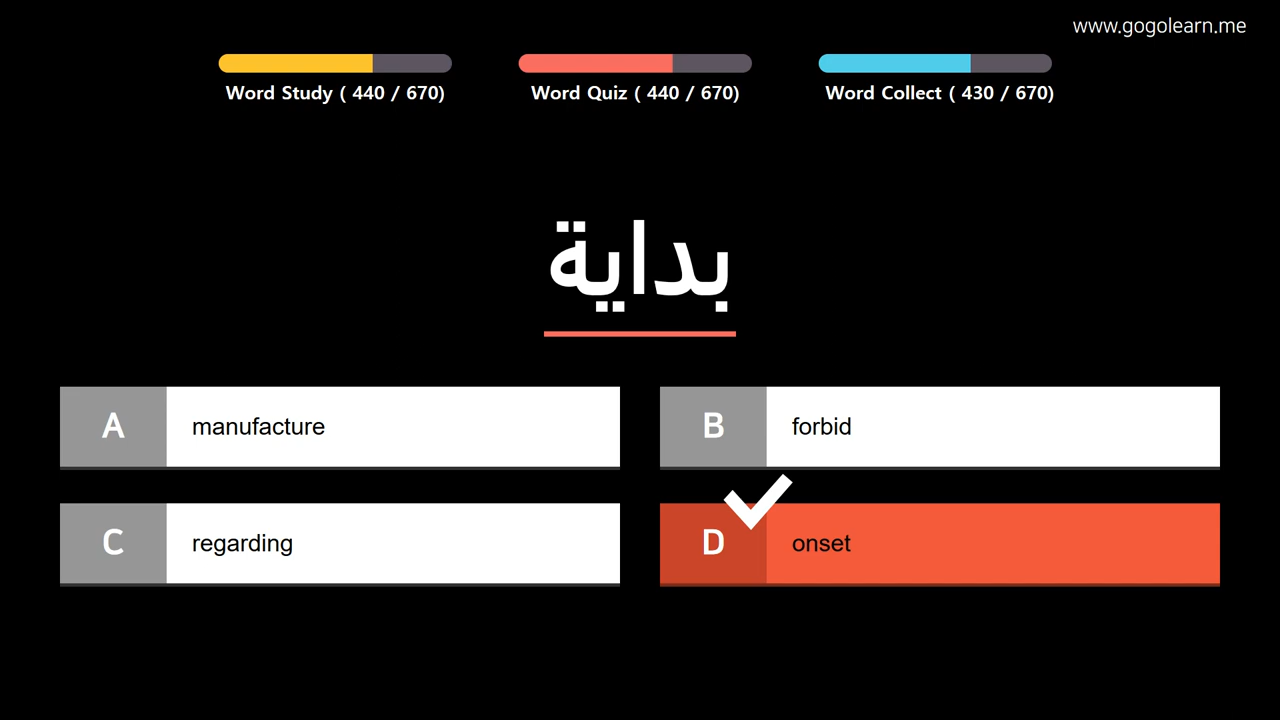 www.gogolearn.me
Word Study ( 440 / 670)
Word Quiz ( 440 / 670)
Word Collect ( 430 / 670)
بداية
A manufacture
B forbid
C regarding
D onset